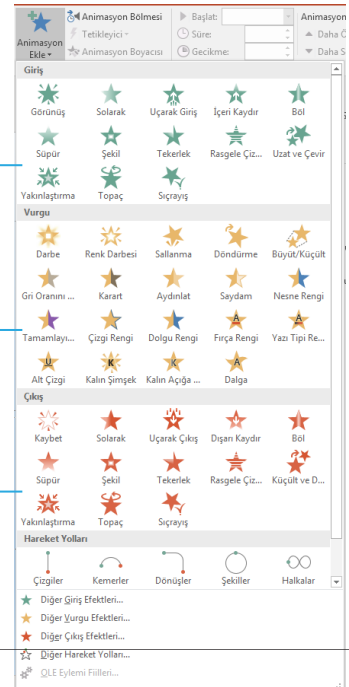 Animasyon Ekle
Animasyon Bölmesi
Tetikleyici
Animasyon Boyacısı
Başlat:
Süre:
Gecikme:
Animasyon
Daha
Daha
Giriş
Görünüş Solarak Uçarak Giriş İçeri Kaydır Böl
Süpür Şekil Tekerlek Rasgele Çiz... Uzat ve Çevir
Yakınlaştırma Topaç Sıçrayış
Vurgu
Darbe Renk Darbesi Sallanma Döndürme Büyüt/Küçült
Gri Oranını ... Karart Aydınlat Saydam Nesne Rengi
Tamamlayı... Çizgi Rengi Dolgu Rengi Fırça Rengi Yazı Tipi Re...
Alt Çizgi Kalın Şimşek Kalın Açığa ... Dalga
Çıkış
Kaybet Solarak Uçarak Çıkış Dışarı Kaydır Böl
Süpür Şekil Tekerlek Rasgele Çiz... Küçült ve D...
Yakınlaştırma Topaç Sıçrayış
Hareket Yolları
Çizgiler Kemerler Dönüşler Şekiller Halkalar
Diğer Giriş Efektleri...
Diğer Vurgu Efektleri...
Diğer Çıkış Efektleri...
Diğer Hareket Yolları...
OLE Eylemi Fiilleri...